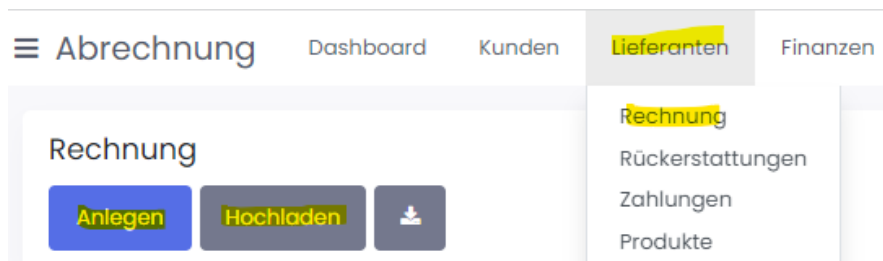 Abrechnung Dashboard Kunden Lieferanten Finanzen
Rechnung
Rechnung
Rückerstattungen
Anlegen Hochladen
Zahlungen
Produkte